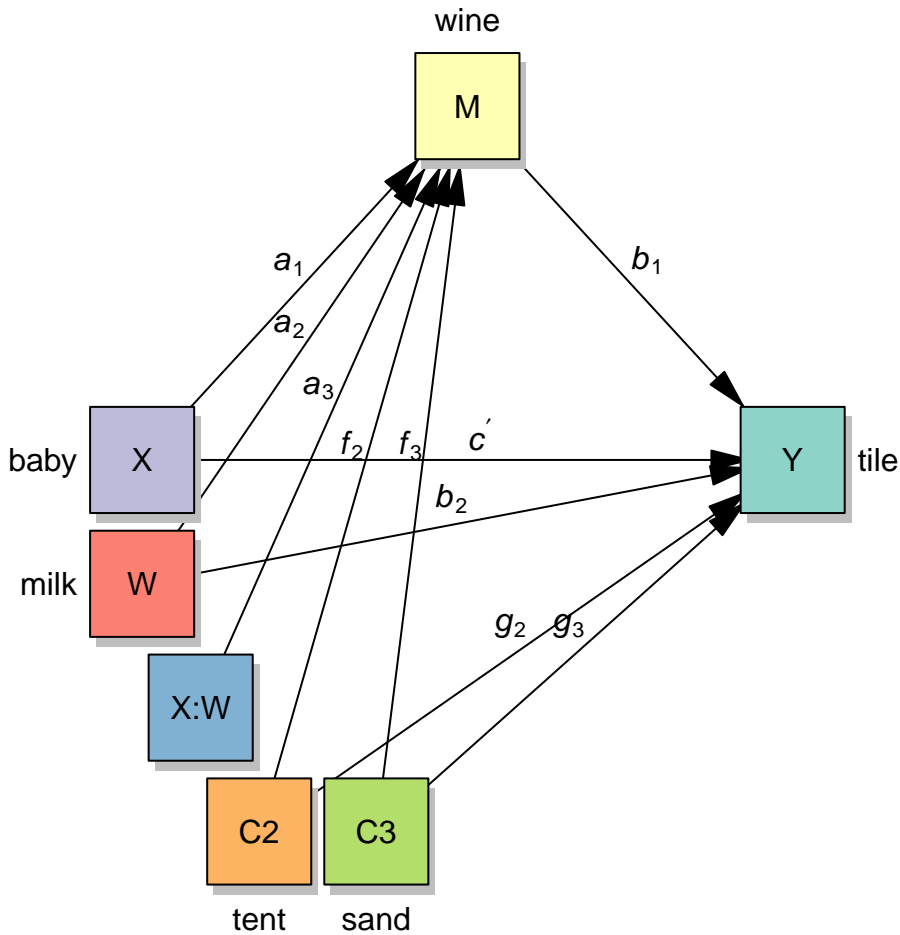 wine
M
a1
b1
a2
a3
f2
f3
c′
baby
X
Y
tile
b2
milk
W
g2
g3
X:W
C2
C3
tent
sand